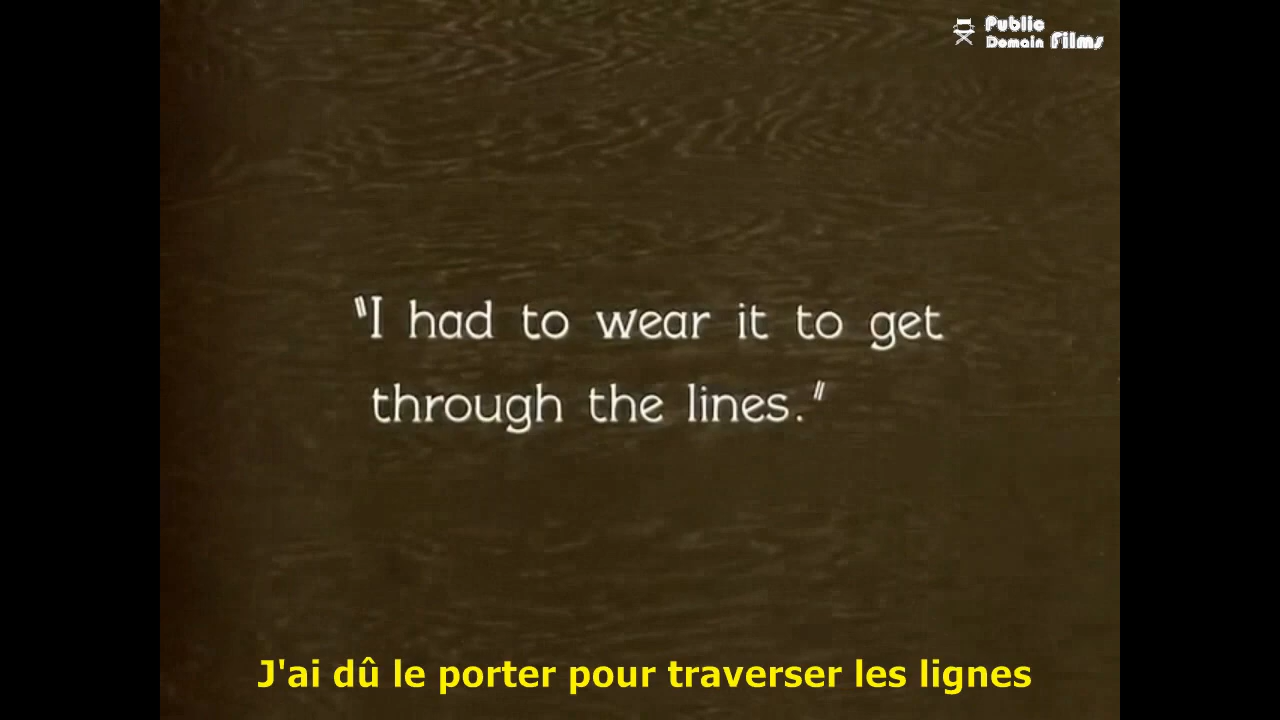 Public
Domain Films
"I had to wear it to get
through the lines."
J'ai dû le porter pour traverser les lignes